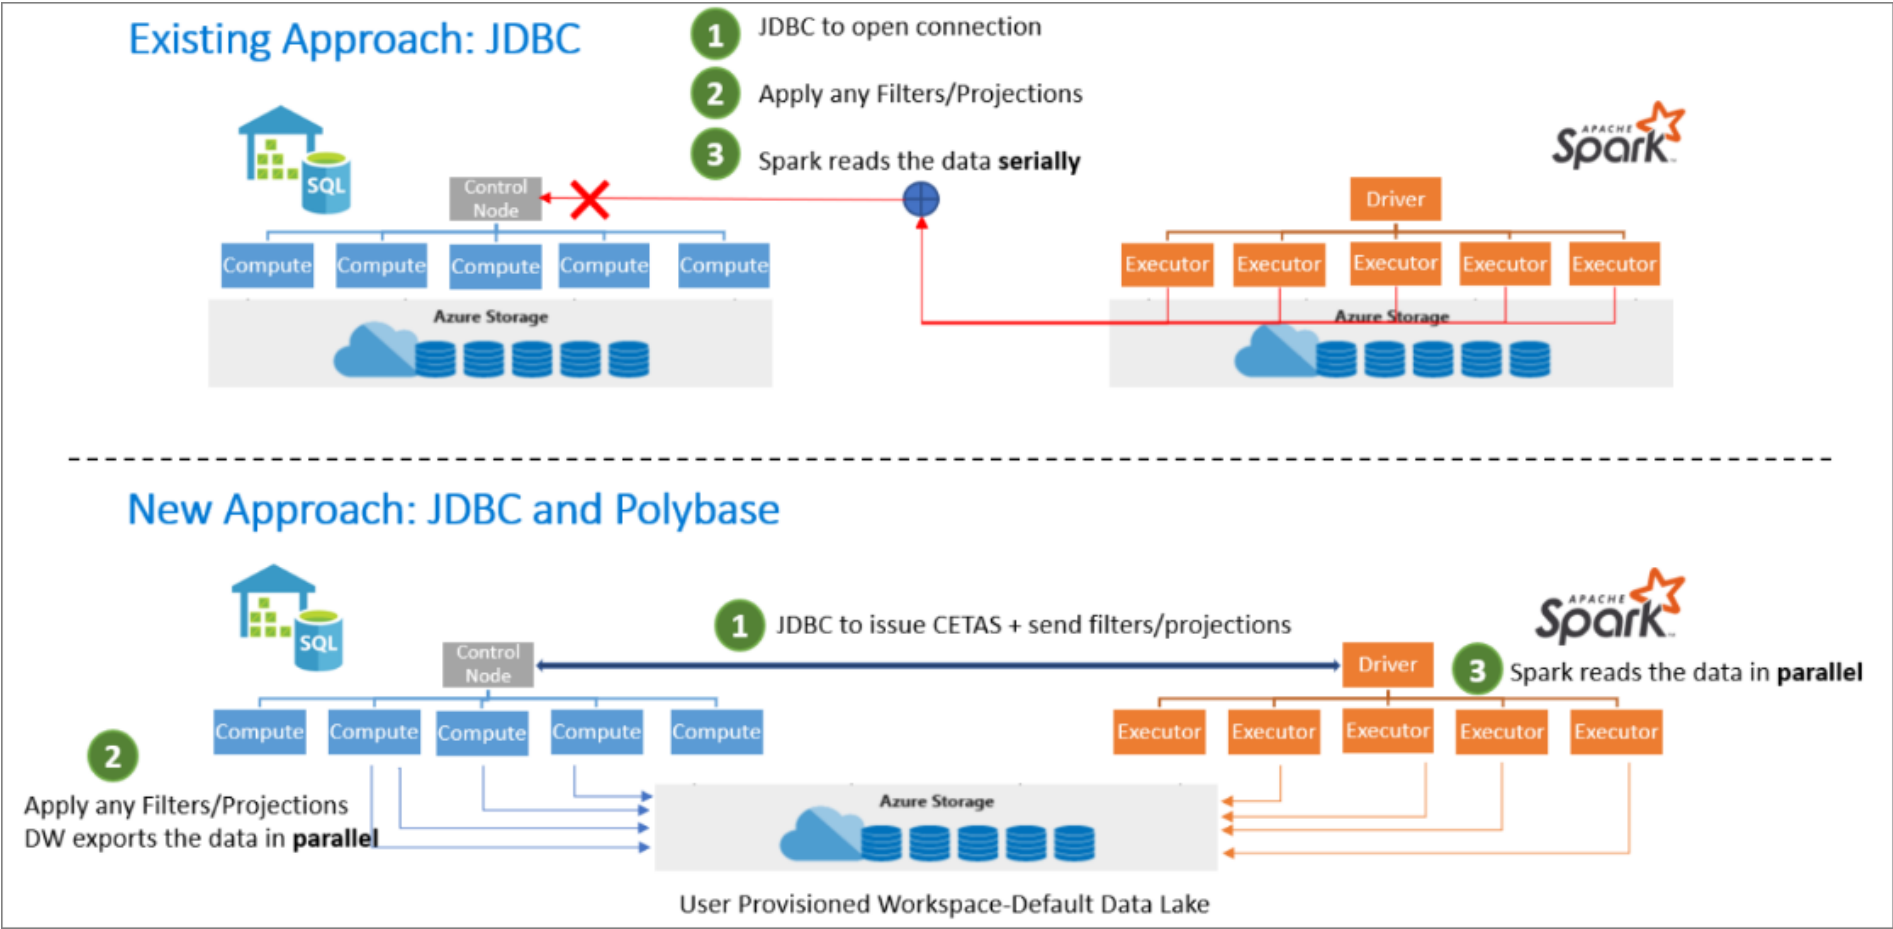 Existing Approach: JDBC
1 JDBC to open connection
2 Apply any Filters/Projections
3 Spark reads the data serially
APACHE
Spark
SQL
Control
Node
Driver
Compute Compute Compute Compute Compute
Executor Executor Executor Executor Executor
Azure Storage
Azure Storage
New Approach: JDBC and Polybase
APACHE
Spark
SQL
1 JDBC to issue CETAS + send filters/projections
Control
Node
Driver
3 Spark reads the data in parallel
Compute Compute Compute Compute Compute
Executor Executor Executor Executor Executor
2
Apply any Filters/Projections
DW exports the data in parallel
Azure Storage
User Provisioned Workspace-Default Data Lake